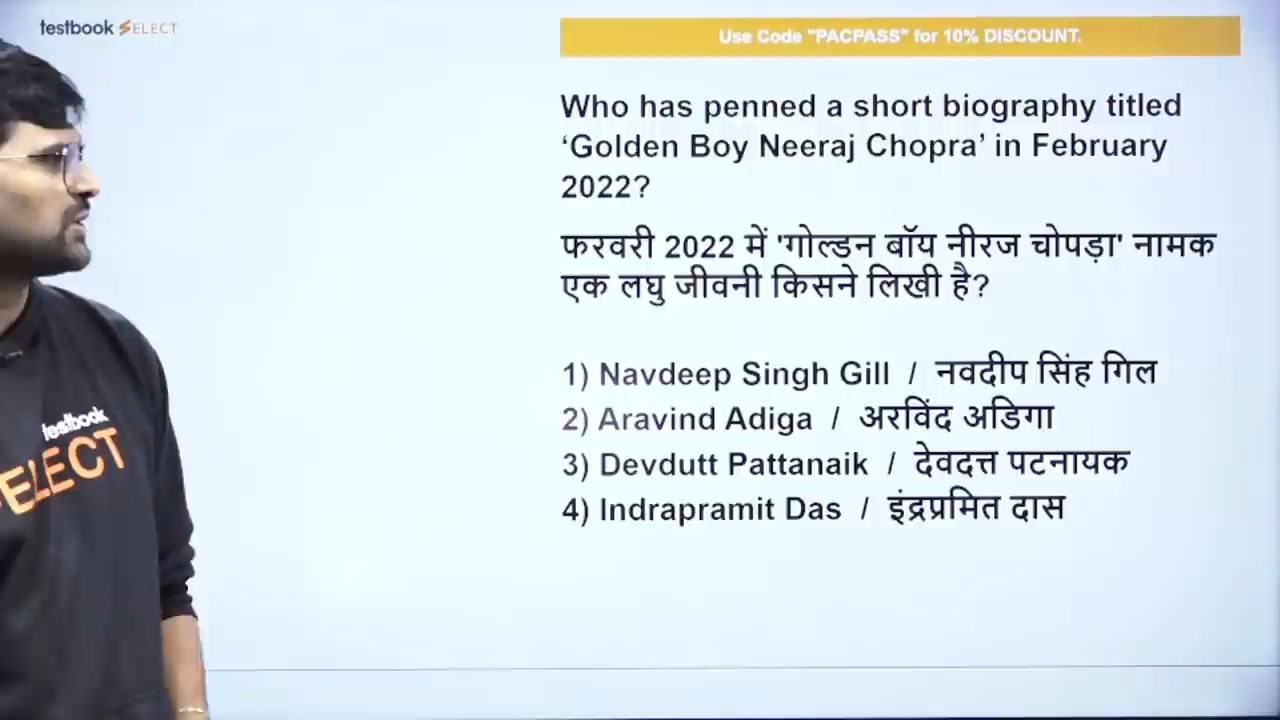 testbook SELECT
Use Code "PACPASS" for 10% DISCOUNT.
Who has penned a short biography titled
‘Golden Boy Neeraj Chopra’ in February
2022?
फरवरी 2022 में 'गोल्डन बॉय नीरज चोपड़ा' नामक
एक लघु जीवनी किसने लिखी है?
1) Navdeep Singh Gill / नवदीप सिंह गिल
2) Aravind Adiga / अरविंद अडिगा
3) Devdutt Pattanaik / देवदत्त पटनायक
4) Indrapramit Das / इंद्रप्रमित दास
testbook
SELECT